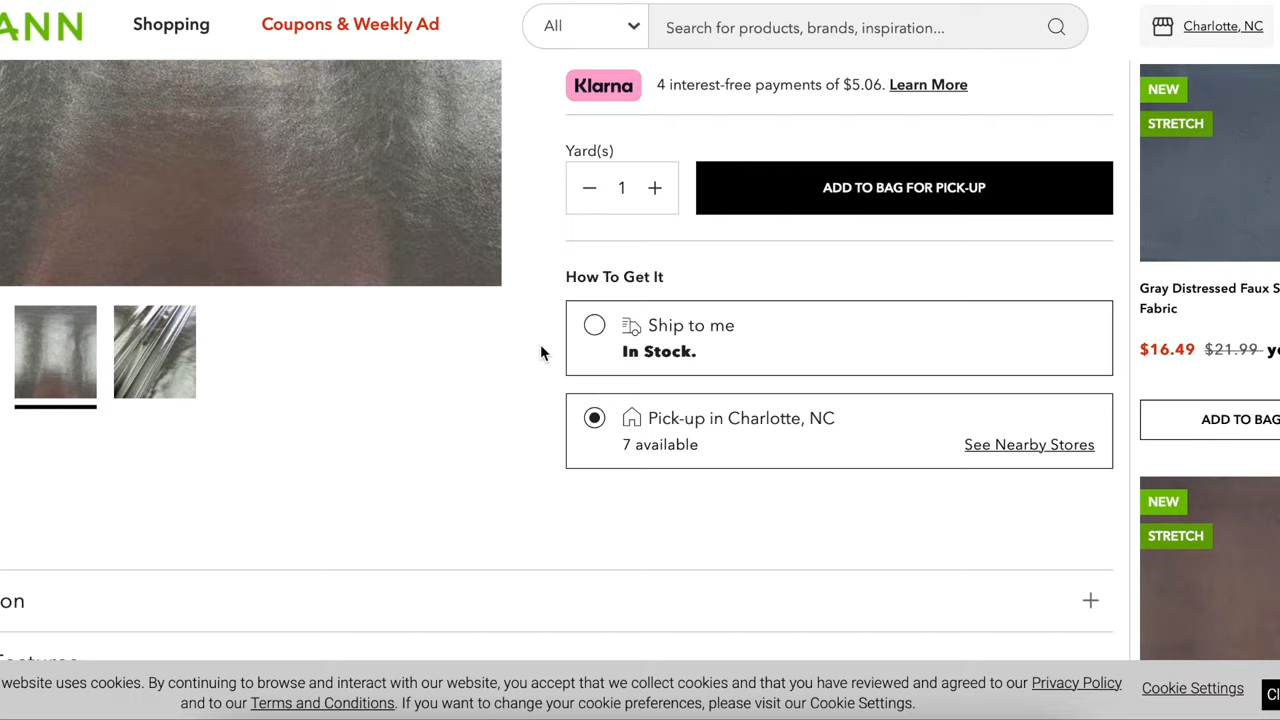 ANN
Shopping
Coupons & Weekly Ad
All
Search for products, brands, inspiration...
Charlotte, NC
Klarna
4 interest-free payments of $5.06. Learn More
Yard(s)
1
ADD TO BAG FOR PICK-UP
How To Get It
Ship to me
In Stock.
Pick-up in Charlotte, NC
7 available
See Nearby Stores
on
NEW
STRETCH
Gray Distressed Faux S
Fabric
$16.49 $21.99 y
ADD TO BAG
NEW
STRETCH
website uses cookies. By continuing to browse and interact with our website, you accept that we collect cookies and that you have reviewed and agreed to our Privacy Policy
and to our Terms and Conditions. If you want to change your cookie preferences, please visit our Cookie Settings.
Cookie Settings